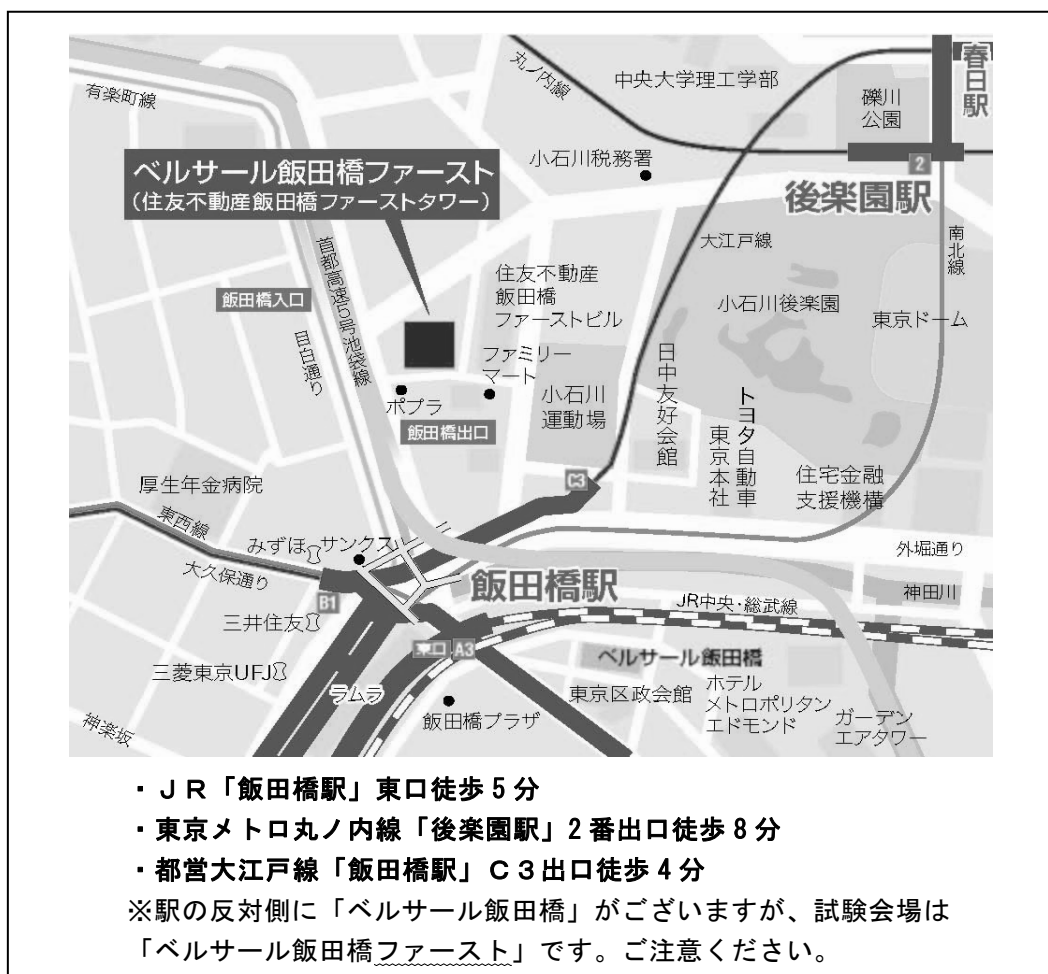 有楽町線
丸ノ内線
中央大学理工学部
礫川
公園
春日駅
小石川税務署
2
後楽園駅
ベルサール飯田橋ファースト
(住友不動産飯田橋ファーストタワー)
首都高速5号池袋線
飯田橋入口
目白通り
住友不動産
飯田橋
ファーストビル
大江戸線
南北線
小石川後楽園
東京ドーム
ファミリー
マート
ポプラ
飯田橋出口
小石川
運動場
日中友好会館
トヨタ自動車
東京本社
住宅金融
支援機構
C3
厚生年金病院
東西線
みずほ
サンクス
大久保通り
B1
飯田橋駅
外堀通り
神田川
JR中央・総武線
三井住友
東口
A3
三菱東京UFJ
ラムラ
ベルサール飯田橋
東京区政会館
ホテル
メトロポリタン
エドモンド
飯田橋プラザ
ガーデン
エアタワー
神楽坂
・ＪＲ「飯田橋駅」東口徒歩5分
・東京メトロ丸ノ内線「後楽園駅」2番出口徒歩8分
・都営大江戸線「飯田橋駅」Ｃ３出口徒歩4分
※駅の反対側に「ベルサール飯田橋」がございますが、試験会場は
「ベルサール飯田橋ファースト」です。ご注意ください。